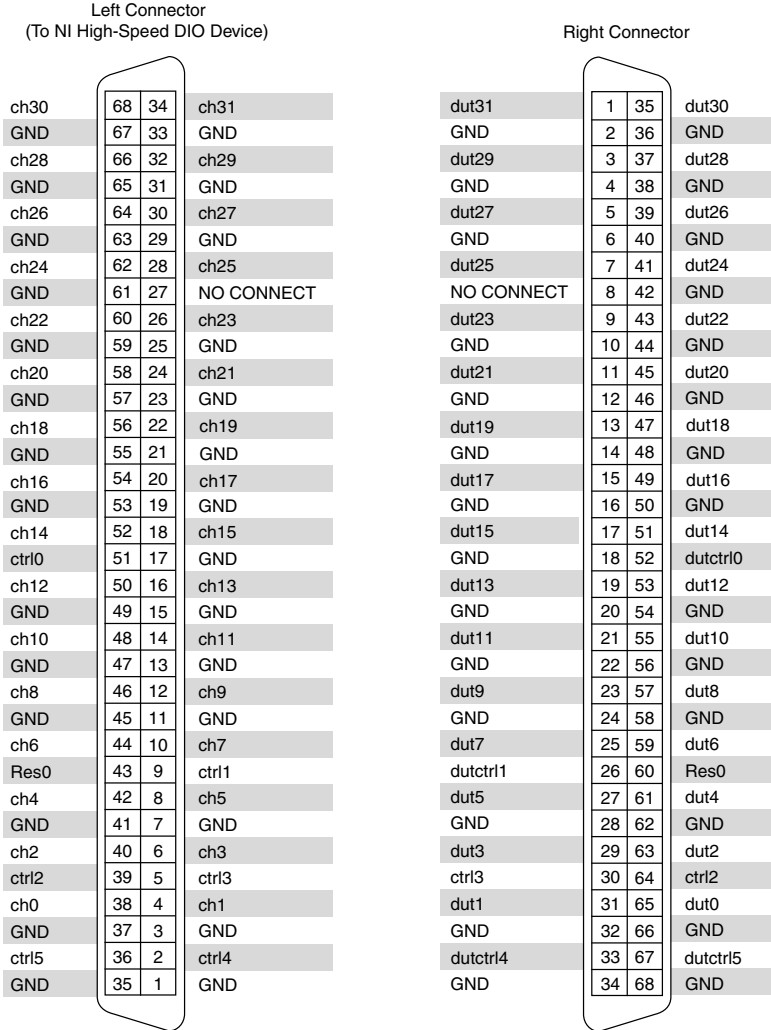 Left Connector
(To NI High-Speed DIO Device)
Right Connector
ch30 68 34 ch31 dut31 1 35 dut30
GND 67 33 GND GND 2 36 GND
ch28 66 32 ch29 dut29 3 37 dut28
GND 65 31 GND GND 4 38 GND
ch26 64 30 ch27 dut27 5 39 dut26
GND 63 29 GND GND 6 40 GND
ch24 62 28 ch25 dut25 7 41 dut24
GND 61 27 NO CONNECT NO CONNECT 8 42 GND
ch22 60 26 ch23 dut23 9 43 dut22
GND 59 25 GND GND 10 44 GND
ch20 58 24 ch21 dut21 11 45 dut20
GND 57 23 GND GND 12 46 GND
ch18 56 22 ch19 dut19 13 47 dut18
GND 55 21 GND GND 14 48 GND
ch16 54 20 ch17 dut17 15 49 dut16
GND 53 19 GND GND 16 50 GND
ch14 52 18 ch15 dut15 17 51 dut14
ctrl0 51 17 GND GND 18 52 dutctrl0
ch12 50 16 ch13 dut13 19 53 dut12
GND 49 15 GND GND 20 54 GND
ch10 48 14 ch11 dut11 21 55 dut10
GND 47 13 GND GND 22 56 GND
ch8 46 12 ch9 dut9 23 57 dut8
GND 45 11 GND GND 24 58 GND
ch6 44 10 ch7 dut7 25 59 dut6
Res0 43 9 ctrl1 dutctrl1 26 60 Res0
ch4 42 8 ch5 dut5 27 61 dut4
GND 41 7 GND GND 28 62 GND
ch2 40 6 ch3 dut3 29 63 dut2
ctrl2 39 5 ctrl3 ctrl3 30 64 ctrl2
ch0 38 4 ch1 dut1 31 65 dut0
GND 37 3 GND GND 32 66 GND
ctrl5 36 2 ctrl4 dutctrl4 33 67 dutctrl5
GND 35 1 GND GND 34 68 GND